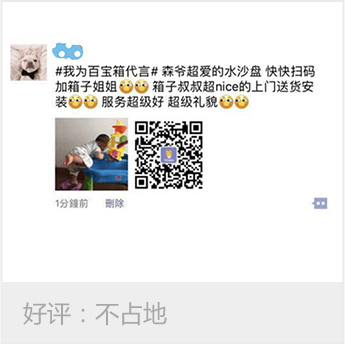 #我为百宝箱代言# 森爷超爱的水沙盘 快快扫码
加箱子姐姐 箱子叔叔超nice的上门送货安
装 服务超级好 超级礼貌
1分鐘前 刪除
好评：不占地